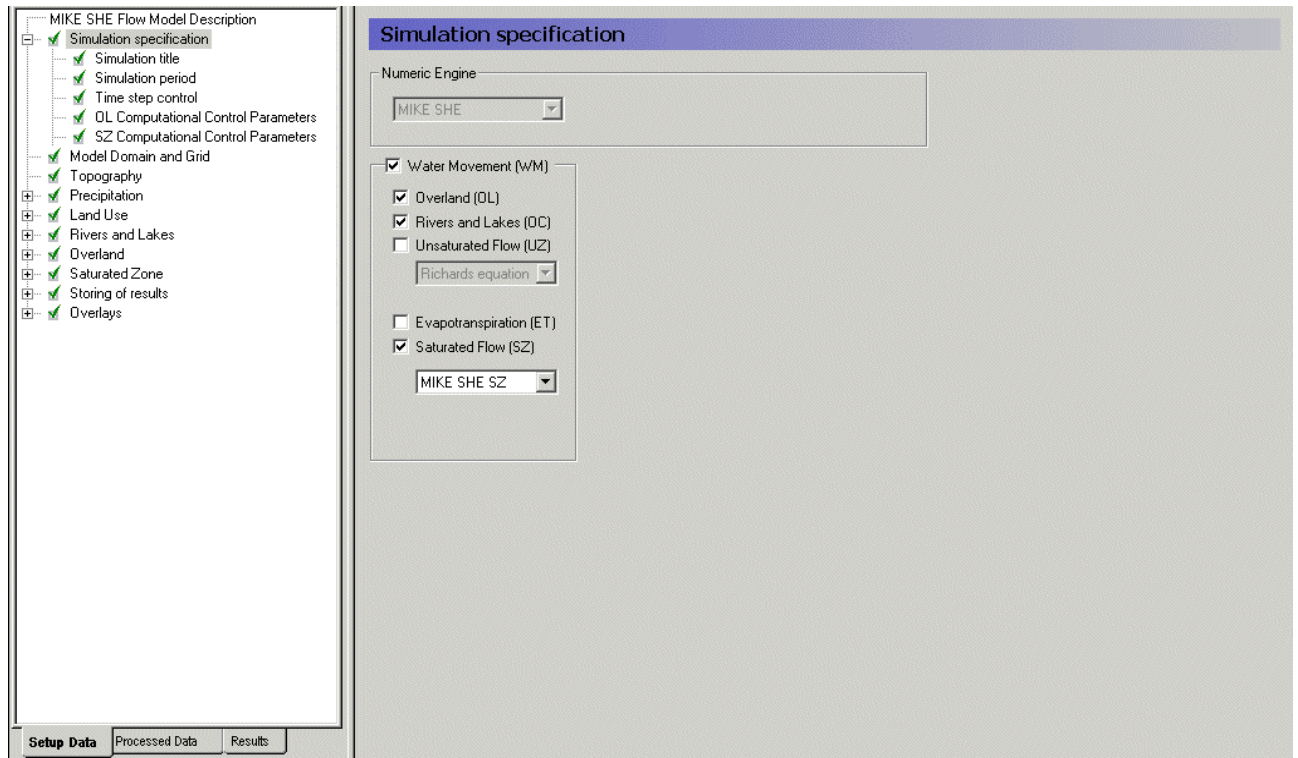 MIKE SHE Flow Model Description
Simulation specification
Simulation title
Simulation period
Time step control
OL Computational Control Parameters
SZ Computational Control Parameters
Model Domain and Grid
Topography
Precipitation
Land Use
Rivers and Lakes
Overland
Saturated Zone
Storing of results
Overlays
Setup Data
Processed Data
Results
Simulation specification
Numeric Engine
MIKE SHE
Water Movement (WM)
Overland (OL)
Rivers and Lakes (OC)
Unsaturated Flow (UZ)
Richards equation
Evapotranspiration (ET)
Saturated Flow (SZ)
MIKE SHE SZ